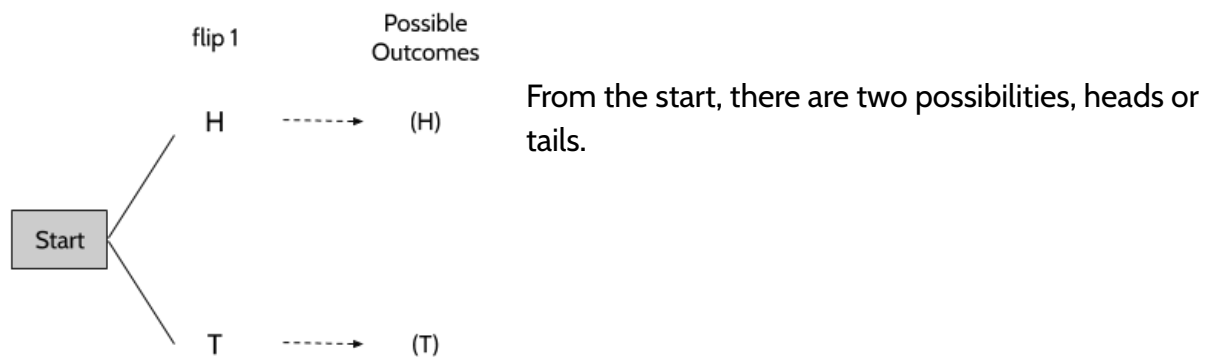 flip 1
Possible
Outcomes
From the start, there are two possibilities, heads or
tails.
H
(H)
Start
T
(T)